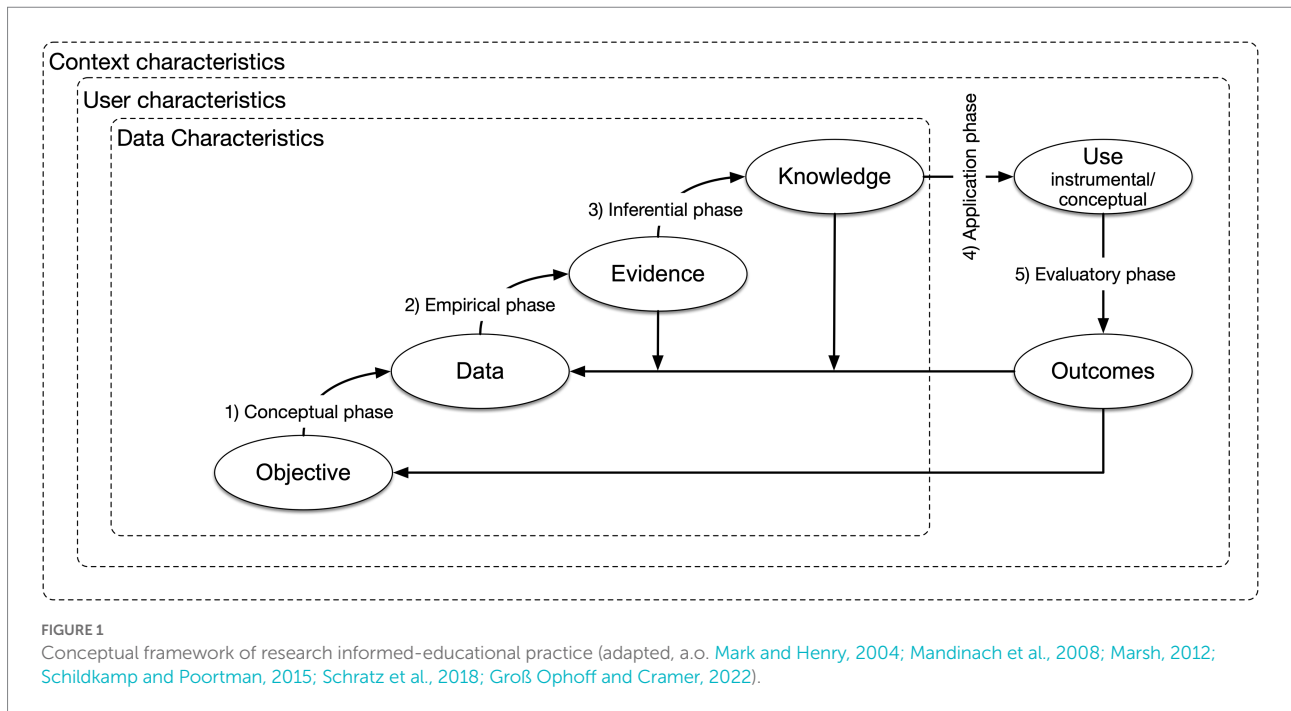 Context characteristics
User characteristics
Data Characteristics
Knowledge
4) Application phase
Use
instrumental/
conceptual
3) Inferential phase
Evidence
5) Evaluatory phase
2) Empirical phase
Data
Outcomes
1) Conceptual phase
Objective
FIGURE 1
Conceptual framework of research informed-educational practice (adapted, a.o. Mark and Henry, 2004; Mandinach et al., 2008; Marsh, 2012;
Schildkamp and Poortman, 2015; Schratz et al., 2018; Groß Ophoff and Cramer, 2022).